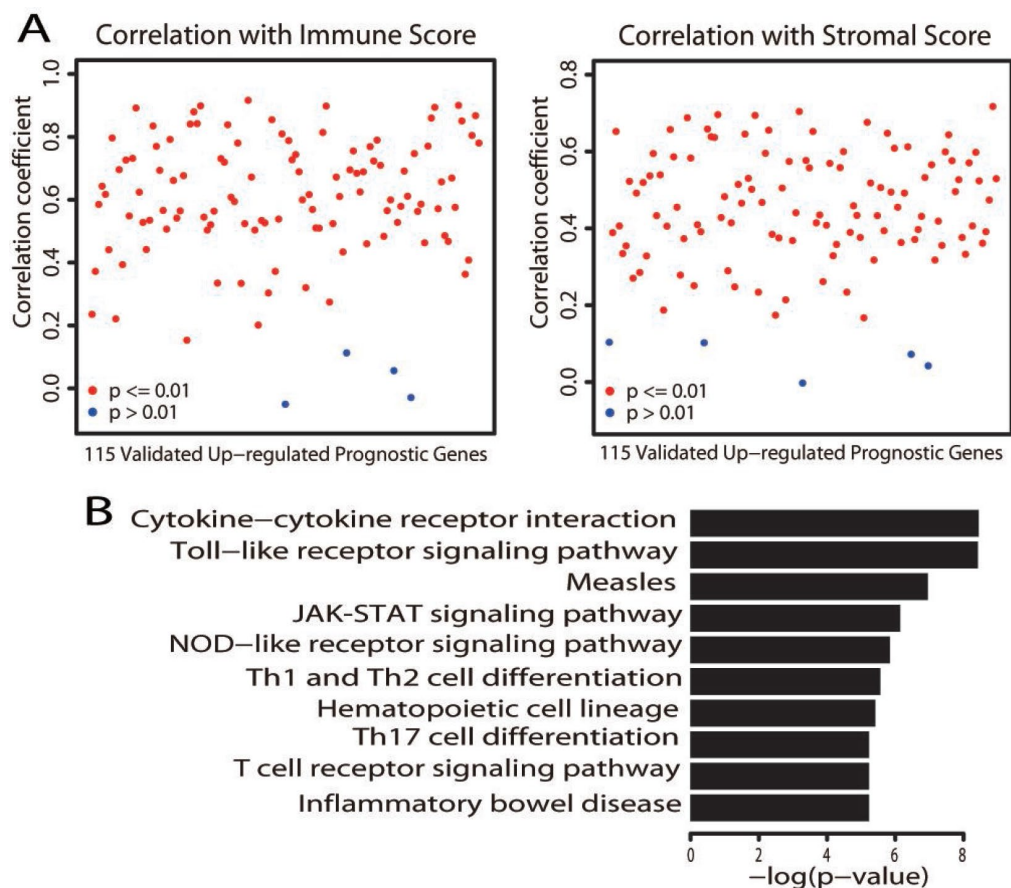 A
Correlation with Immune Score
Correlation coefficient
1.0
0.8
0.6
0.4
0.2
0.0
p <= 0.01
p > 0.01
115 Validated Up-regulated Prognostic Genes
Correlation with Stromal Score
Correlation coefficient
0.8
0.6
0.4
0.2
0.0
p <= 0.01
p > 0.01
115 Validated Up-regulated Prognostic Genes
B
Cytokine-cytokine receptor interaction
Toll-like receptor signaling pathway
Measles
JAK-STAT signaling pathway
NOD-like receptor signaling pathway
Th1 and Th2 cell differentiation
Hematopoietic cell lineage
Th17 cell differentiation
T cell receptor signaling pathway
Inflammatory bowel disease
0 2 4 6 8
-log(p-value)